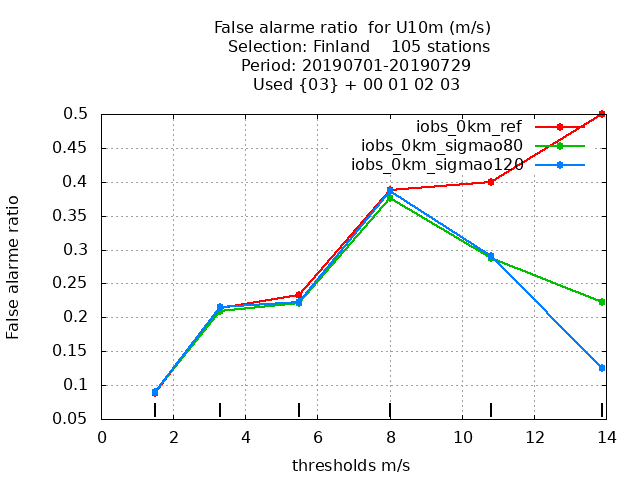 False alarme ratio  for U10m (m/s)
Selection: Finland    105 stations
Period: 20190701-20190729
Used {03} + 00 01 02 03
iobs_0km_ref
iobs_0km_sigmao80
iobs_0km_sigmao120
False alarme ratio
0.5
0.45
0.4
0.35
0.3
0.25
0.2
0.15
0.1
0.05
0 2 4 6 8 10 12 14
thresholds m/s